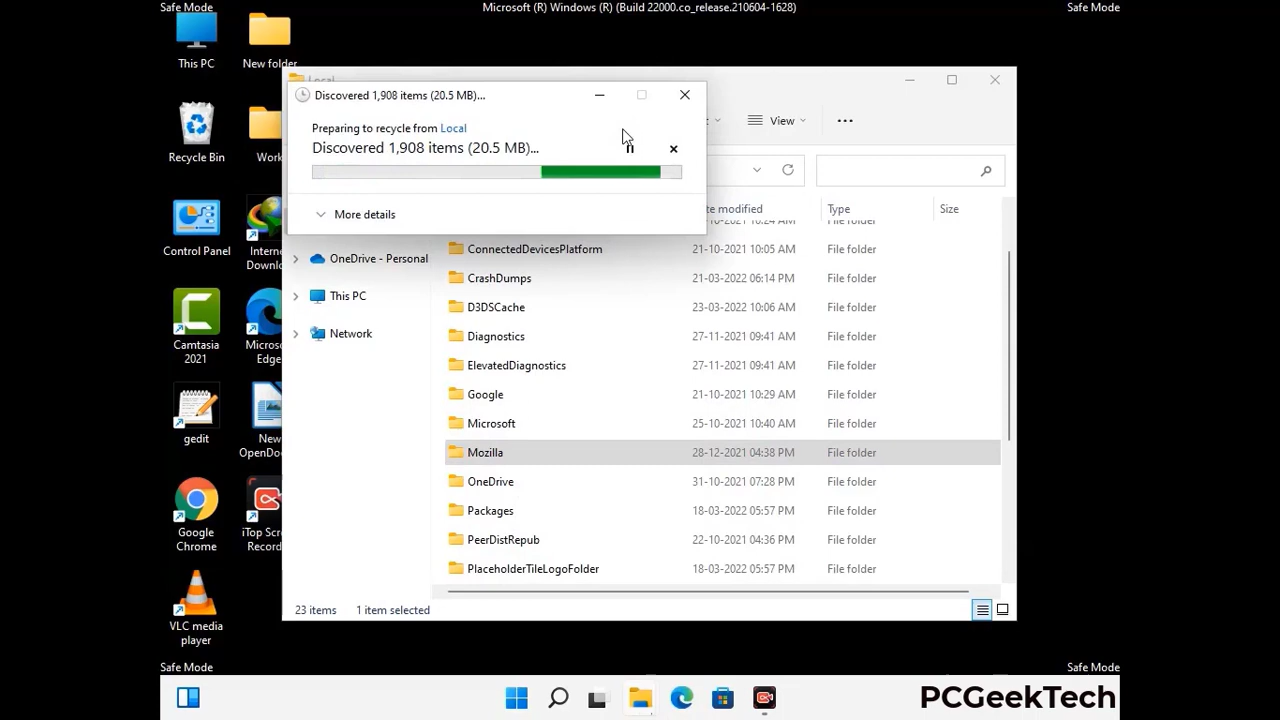 Safe Mode
Microsoft (R) Windows (R) (Build 22000.co_release.210604-1628)
Safe Mode
This PC
New folder
Recycle Bin
Work
Control Panel
Internet
Downlo
Camtasia
2021
Micros
Edge
gedit
New
OpenDo
Google
Chrome
iTop Scr
Record
VLC media
player
Local
Discovered 1,908 items (20.5 MB)...
Preparing to recycle from Local
Discovered 1,908 items (20.5 MB)...
More details
View
te modified
Type
Size
OneDrive - Personal
This PC
Network
10:24 AM
File folder
ConnectedDevicesPlatform 21-10-2021 10:05 AM File folder
CrashDumps 21-03-2022 06:14 PM File folder
D3DSCache 23-03-2022 10:06 AM File folder
Diagnostics 27-11-2021 09:41 AM File folder
ElevatedDiagnostics 27-11-2021 09:41 AM File folder
Google 21-10-2021 10:29 AM File folder
Microsoft 25-10-2021 10:40 AM File folder
Mozilla 28-12-2021 04:38 PM File folder
OneDrive 31-10-2021 07:28 PM File folder
Packages 18-03-2022 05:57 PM File folder
PeerDistRepub 22-10-2021 04:36 PM File folder
PlaceholderTileLogoFolder 18-03-2022 05:57 PM File folder
23 items 1 item selected
Safe Mode
Safe Mode
PCGeekTech